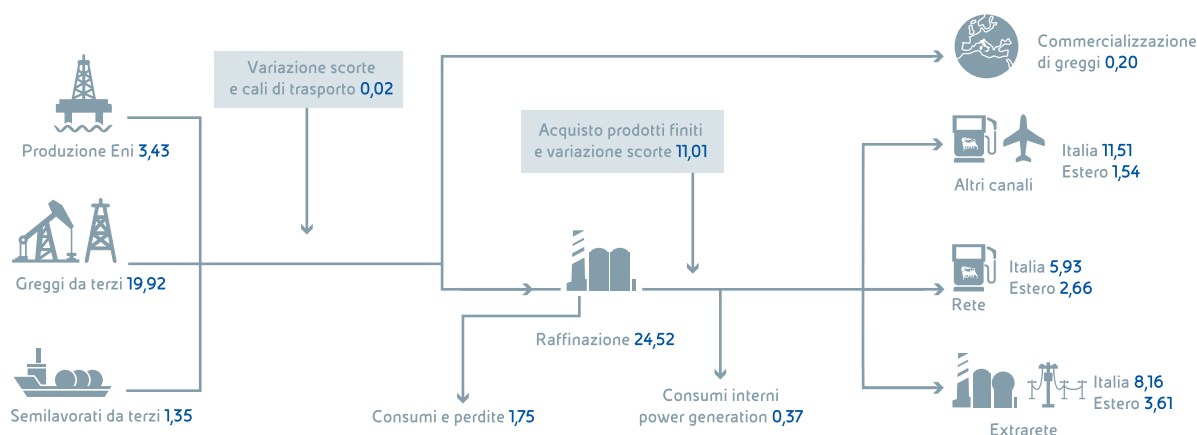 Variazione scorte
e cali di trasporto 0,02
Produzione Eni 3,43
Greggi da terzi 19,92
Semilavorati da terzi 1,35
Acquisto prodotti finiti
e variazione scorte 11,01
Raffinazione 24,52
Consumi e perdite 1,75
Consumi interni
power generation 0,37
Commercializzazione
di greggi 0,20
Italia 11,51
Estero 1,54
Altri canali
Italia 5,93
Estero 2,66
Rete
Italia 8,16
Estero 3,61
Extrarete